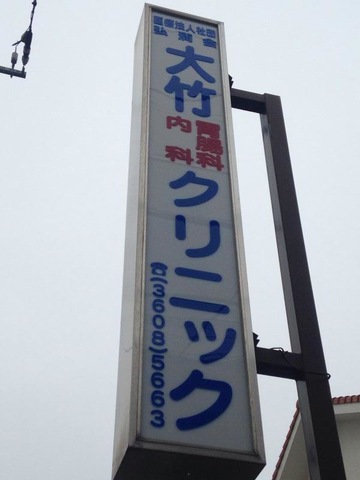 医療法人社団
弘潤会
大竹
胃腸科
内科
クリニック
☎(3608)5663